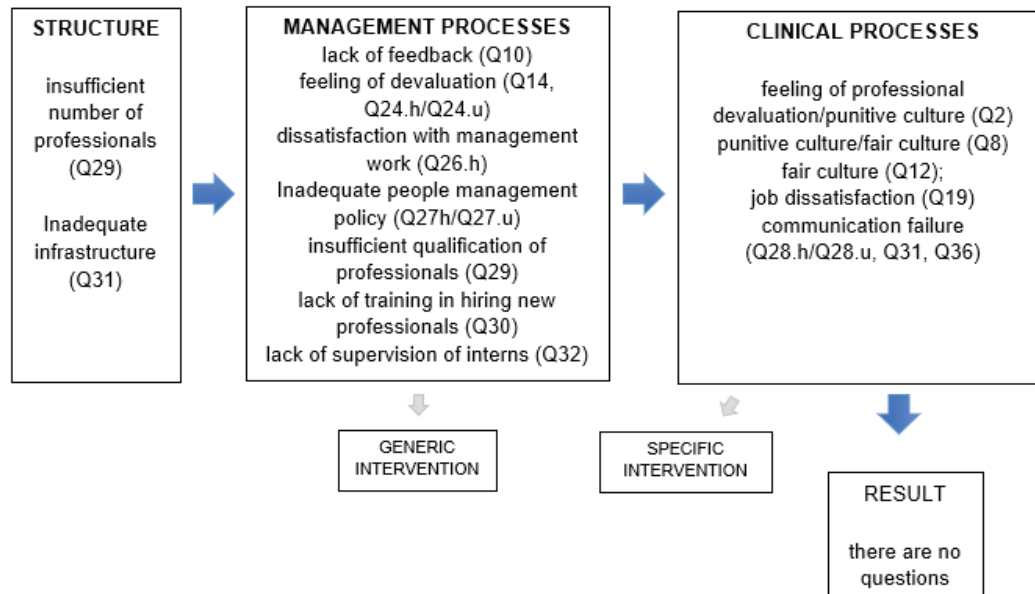 STRUCTURE
insufficient
number of
professionals
(Q29)
Inadequate
infrastructure
(Q31)
MANAGEMENT PROCESSES
lack of feedback (Q10)
feeling of devaluation (Q14,
Q24.h/Q24.u)
dissatisfaction with management
work (Q26.h)
Inadequate people management
policy (Q27h/Q27.u)
insufficient qualification of
professionals (Q29)
lack of training in hiring new
professionals (Q30)
lack of supervision of interns (Q32)
CLINICAL PROCESSES
feeling of professional
devaluation/punitive culture (Q2)
punitive culture/fair culture (Q8)
fair culture (Q12);
job dissatisfaction (Q19)
communication failure
(Q28.h/Q28.u, Q31, Q36)
GENERIC
INTERVENTION
SPECIFIC
INTERVENTION
RESULT
there are no
questions